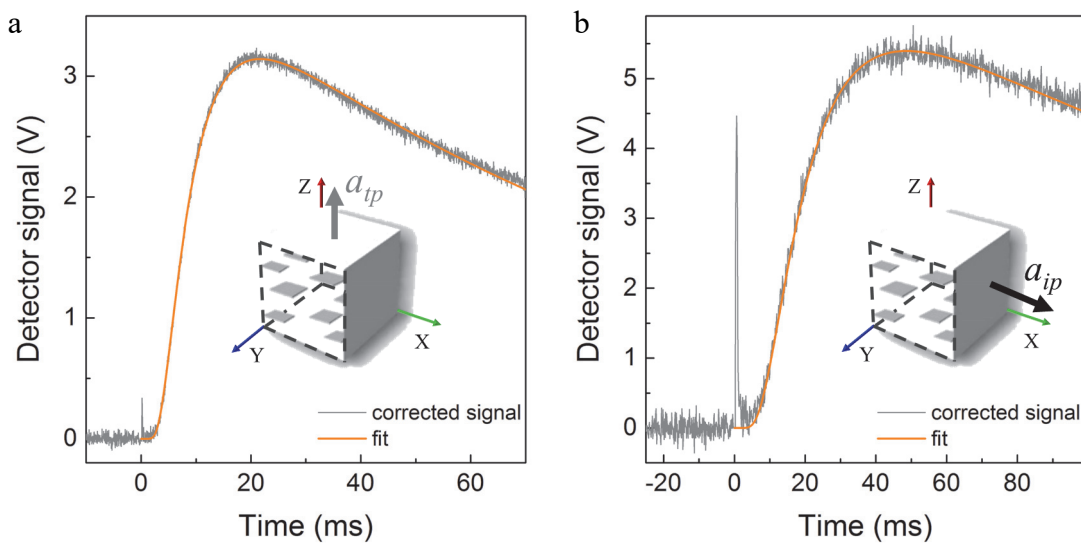 a
Detector signal (V)
3
2
1
0
0
20
40
60
Time (ms)
Z
a_tp
Y
X
corrected signal
fit
b
Detector signal (V)
5
4
3
2
1
0
-20
0
20
40
60
80
Time (ms)
Z
a_ip
Y
X
corrected signal
fit